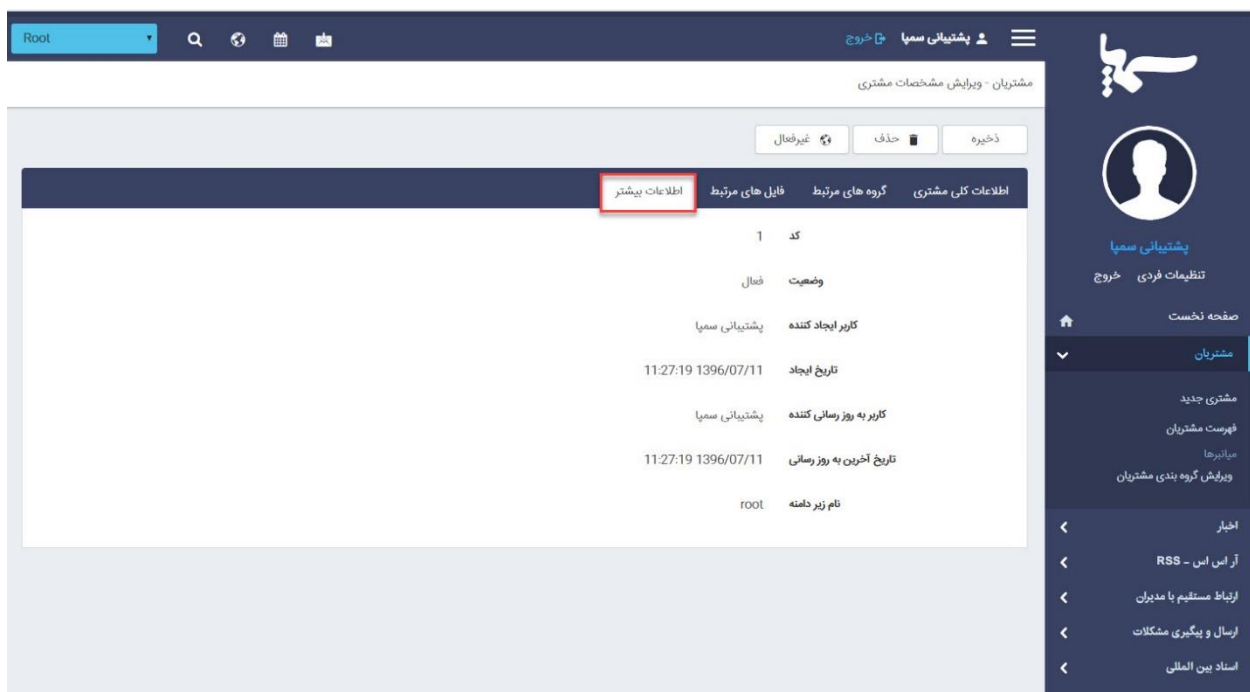 سمپا
پشتیبانی سمپا
تنظیمات فردی خروج
صفحه نخست
مشتریان
مشتری جدید
فهرست مشتریان
میانبرها
ویرایش گروه بندی مشتریان
اخبار
آر اس اس - RSS
ارتباط مستقیم با مدیران
ارسال و پیگیری مشکلات
اسناد بین المللی
پشتیبانی سمپا خروج
Root
مشتریان - ویرایش مشخصات مشتری
ذخیره حذف غیرفعال
اطلاعات کلی مشتری گروه های مرتبط فایل های مرتبط اطلاعات بیشتر
کد 1
وضعیت فعال
کاربر ایجاد کننده پشتیبانی سمپا
تاریخ ایجاد 1396/07/11 11:27:19
کاربر به روز رسانی کننده پشتیبانی سمپا
تاریخ آخرین به روز رسانی 1396/07/11 11:27:19
نام زیر دامنه root